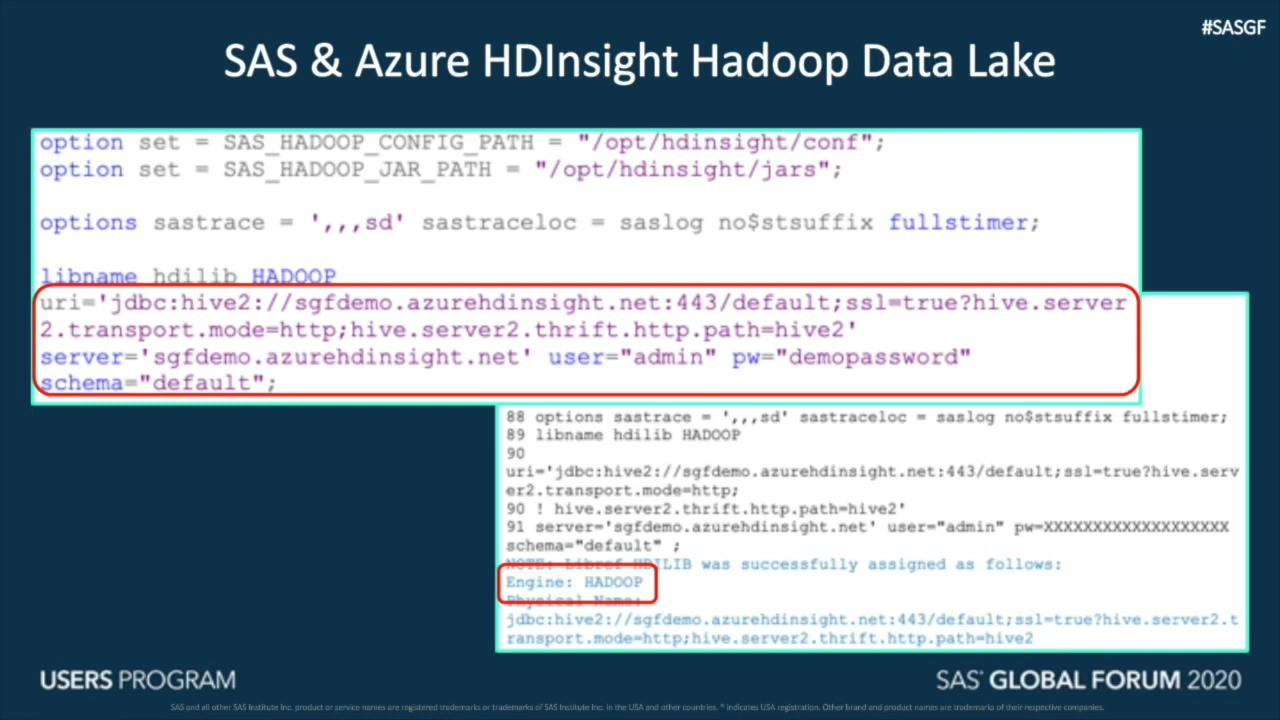 #SASGF
SAS & Azure HDInsight Hadoop Data Lake
option set = SAS_HADOOP_CONFIG_PATH = "/opt/hdinsight/conf";
option set = SAS_HADOOP_JAR_PATH = "/opt/hdinsight/jars";
options sastrace = ',,,sd' sastraceloc = saslog no$stsuffix fullstimer;
libname hdilib HADOOP
uri='jdbc:hive2://sgfdemo.azurehdinsight.net:443/default;ssl=true?hive.server
2.transport.mode=http;hive.server2.thrift.http.path=hive2'
server='sgfdemo.azurehdinsight.net' user="admin" pw="demopassword"
schema="default";
88 options sastrace = ',,,sd' sastraceloc = saslog no$stsuffix fullstimer;
89 libname hdilib HADOOP
90
uri='jdbc:hive2://sgfdemo.azurehdinsight.net:443/default;ssl=true?hive.serv
er2.transport.mode=http;
90 ! hive.server2.thrift.http.path=hive2'
91 server='sgfdemo.azurehdinsight.net' user="admin" pw=XXXXXXXXXXXXXXXXXXX
schema="default" ;
NOTE: Libref HDILIB was successfully assigned as follows:
Engine: HADOOP
Physical Name:
jdbc:hive2://sgfdemo.azurehdinsight.net:443/default;ssl=true?hive.server2.t
ransport.mode=http;hive.server2.thrift.http.path=hive2
USERS PROGRAM
SAS® GLOBAL FORUM 2020
SAS and all other SAS Institute Inc. product or service names are registered trademarks or trademarks of SAS Institute Inc. in the USA and other countries. ® indicates USA registration. Other brand and product names are trademarks of their respective companies.